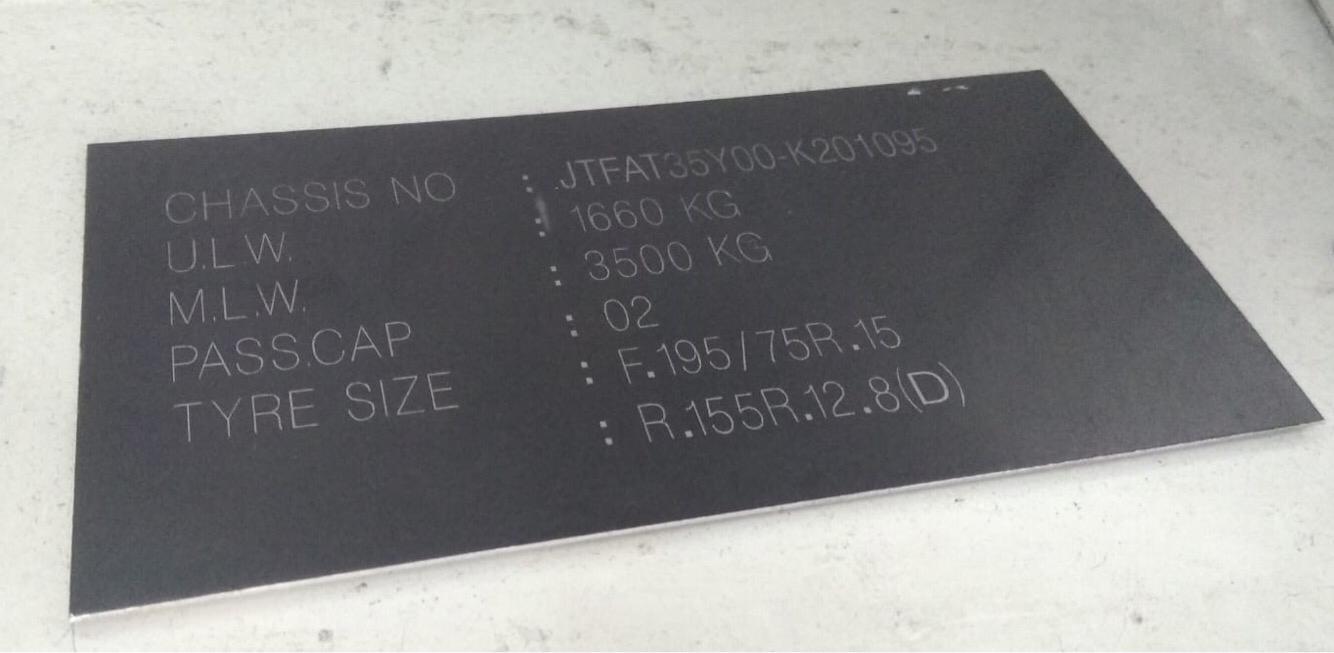 CHASSIS NO : JTFAT35Y00-K201095
U.L.W. : 1660 KG
M.L.W. : 3500 KG
PASS.CAP : 02
TYRE SIZE : F.195/75R.15
: R.155R.12.8(D)